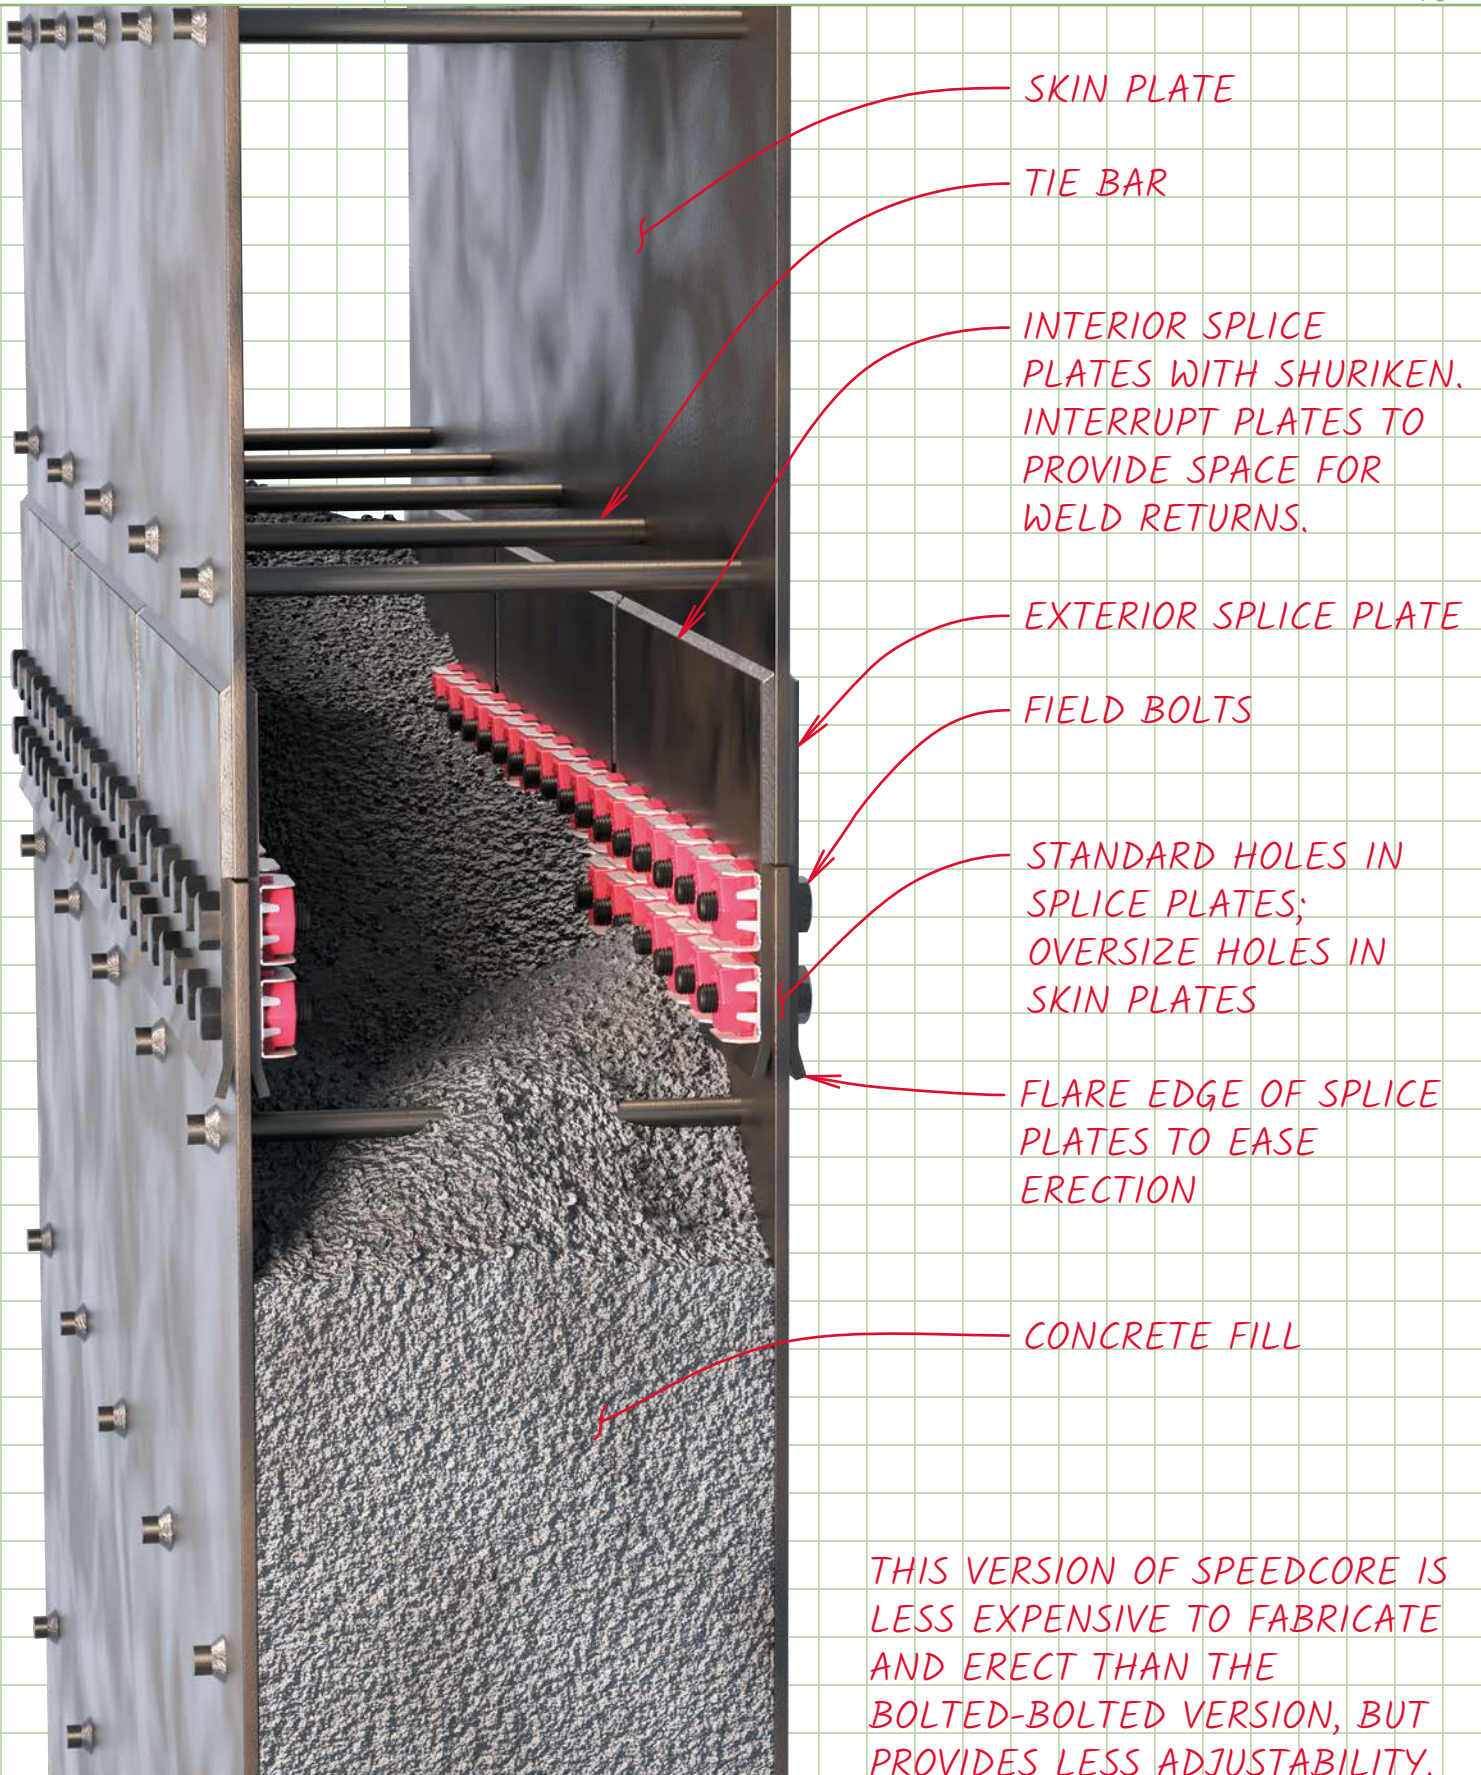 SKIN PLATE
TIE BAR
INTERIOR SPLICE
PLATES WITH SHURIKEN.
INTERRUPT PLATES TO
PROVIDE SPACE FOR
WELD RETURNS.
EXTERIOR SPLICE PLATE
FIELD BOLTS
STANDARD HOLES IN
SPLICE PLATES;
OVERSIZE HOLES IN
SKIN PLATES
FLARE EDGE OF SPLICE
PLATES TO EASE
ERECTION
CONCRETE FILL
THIS VERSION OF SPEEDCORE IS
LESS EXPENSIVE TO FABRICATE
AND ERECT THAN THE
BOLTED-BOLTED VERSION, BUT
PROVIDES LESS ADJUSTABILITY.